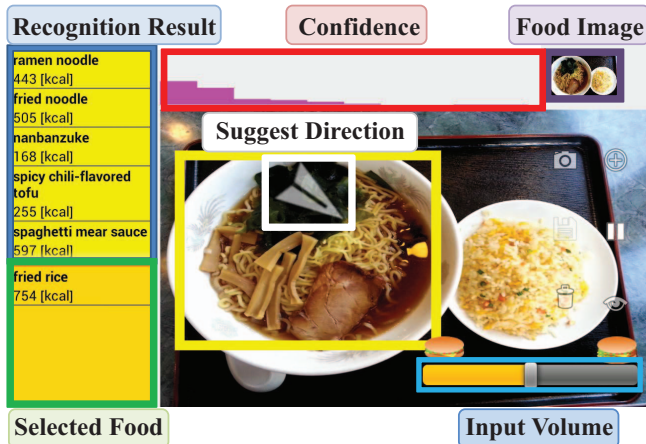 Recognition Result
Confidence
Food Image
ramen noodle
443 [kcal]
fried noodle
505 [kcal]
nanbanzuke
168 [kcal]
spicy chili-flavored
tofu
255 [kcal]
spaghetti mear sauce
597 [kcal]
fried rice
754 [kcal]
Suggest Direction
Selected Food
Input Volume